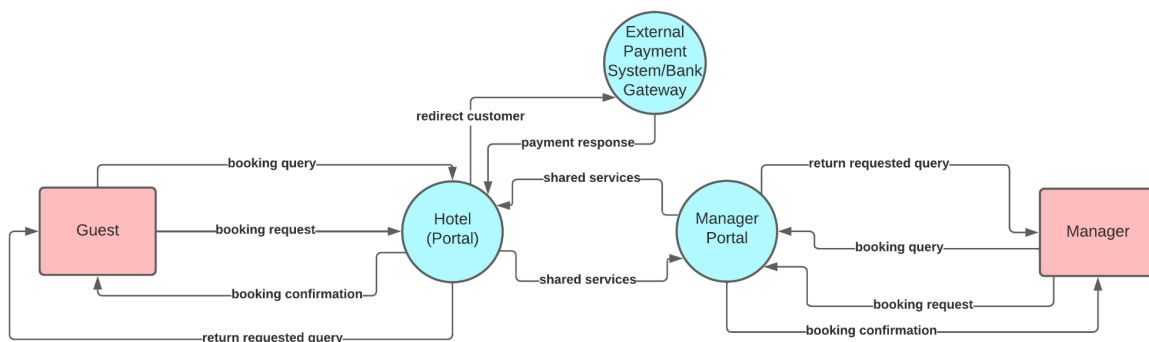 External
Payment
System/Bank
Gateway
redirect customer
payment response
booking query
shared services
return requested query
Guest
booking request
Hotel
(Portal)
Manager
Portal
booking query
Manager
booking confirmation
shared services
booking request
return requested query
booking confirmation